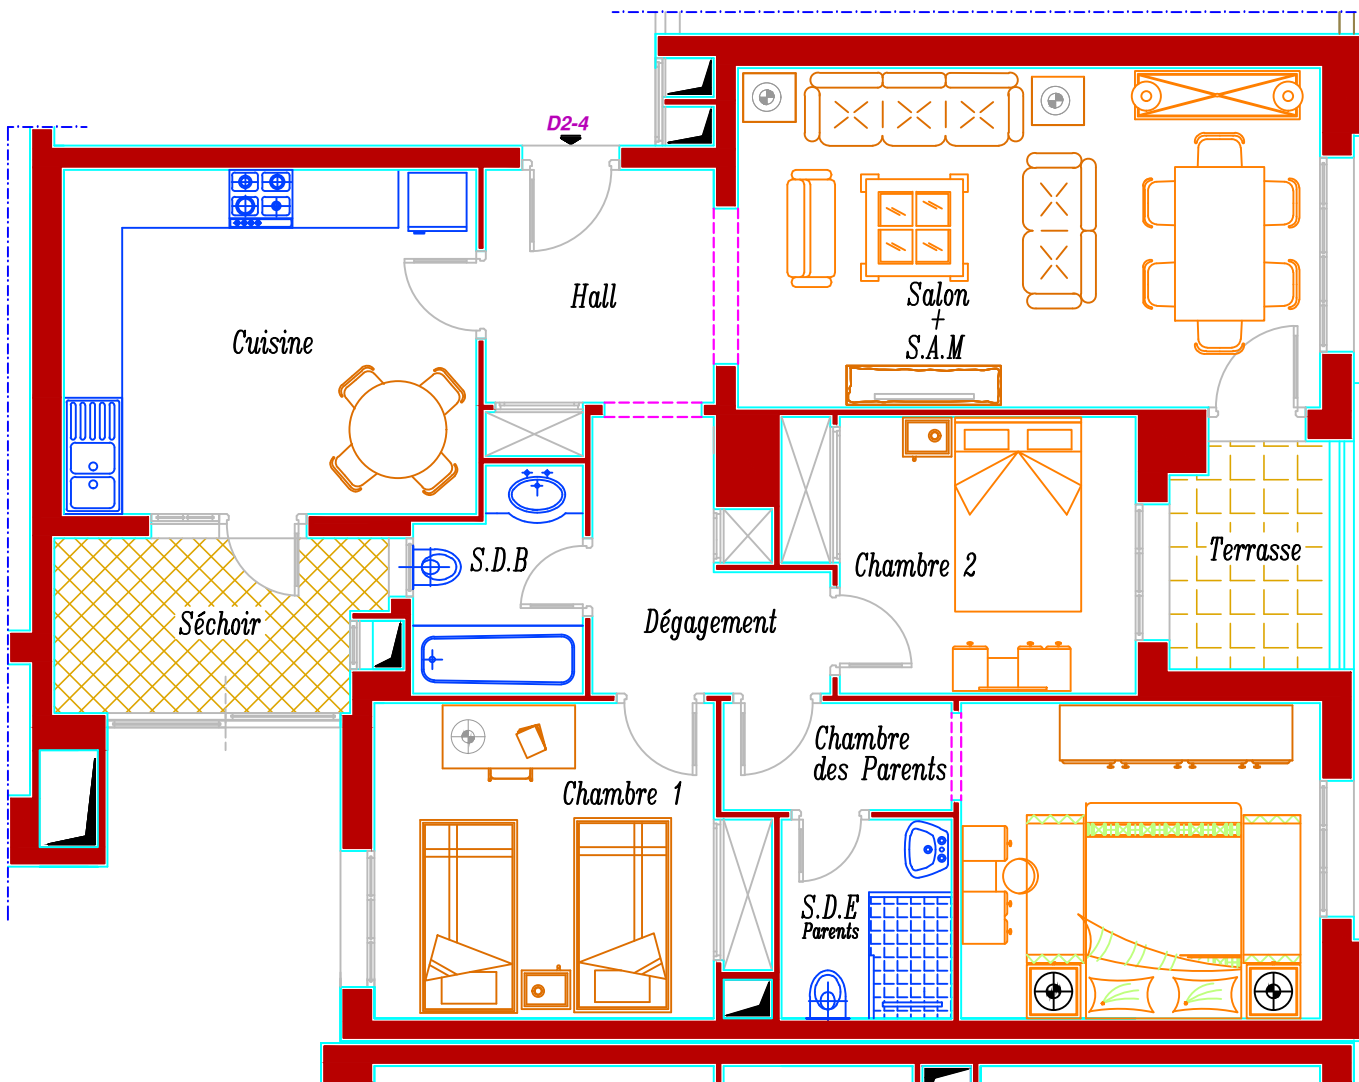 D2-4
Hall
Salon
+
S.A.M
Cuisine
S.D.B
Chambre 2
Terrasse
Séchoir
Dégagement
Chambre
des Parents
Chambre 1
S.D.E
Parents